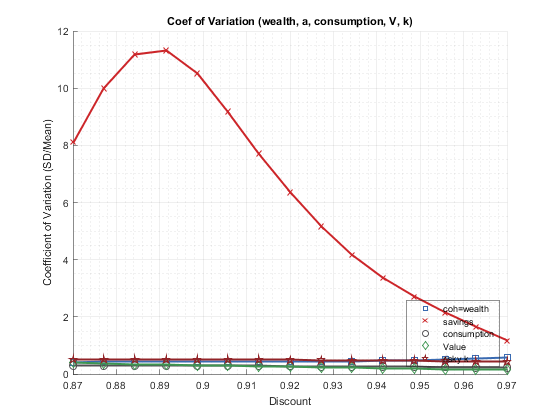 Coef of Variation (wealth, a, consumption, V, k)
12
10
8
6
4
2
0
Coefficient of Variation (SD/Mean)
coh=wealth
savings
consumption
Value
0.87
0.88
0.89
0.9
0.91
0.92
0.93
0.94
0.95
0.96
0.97
Discount